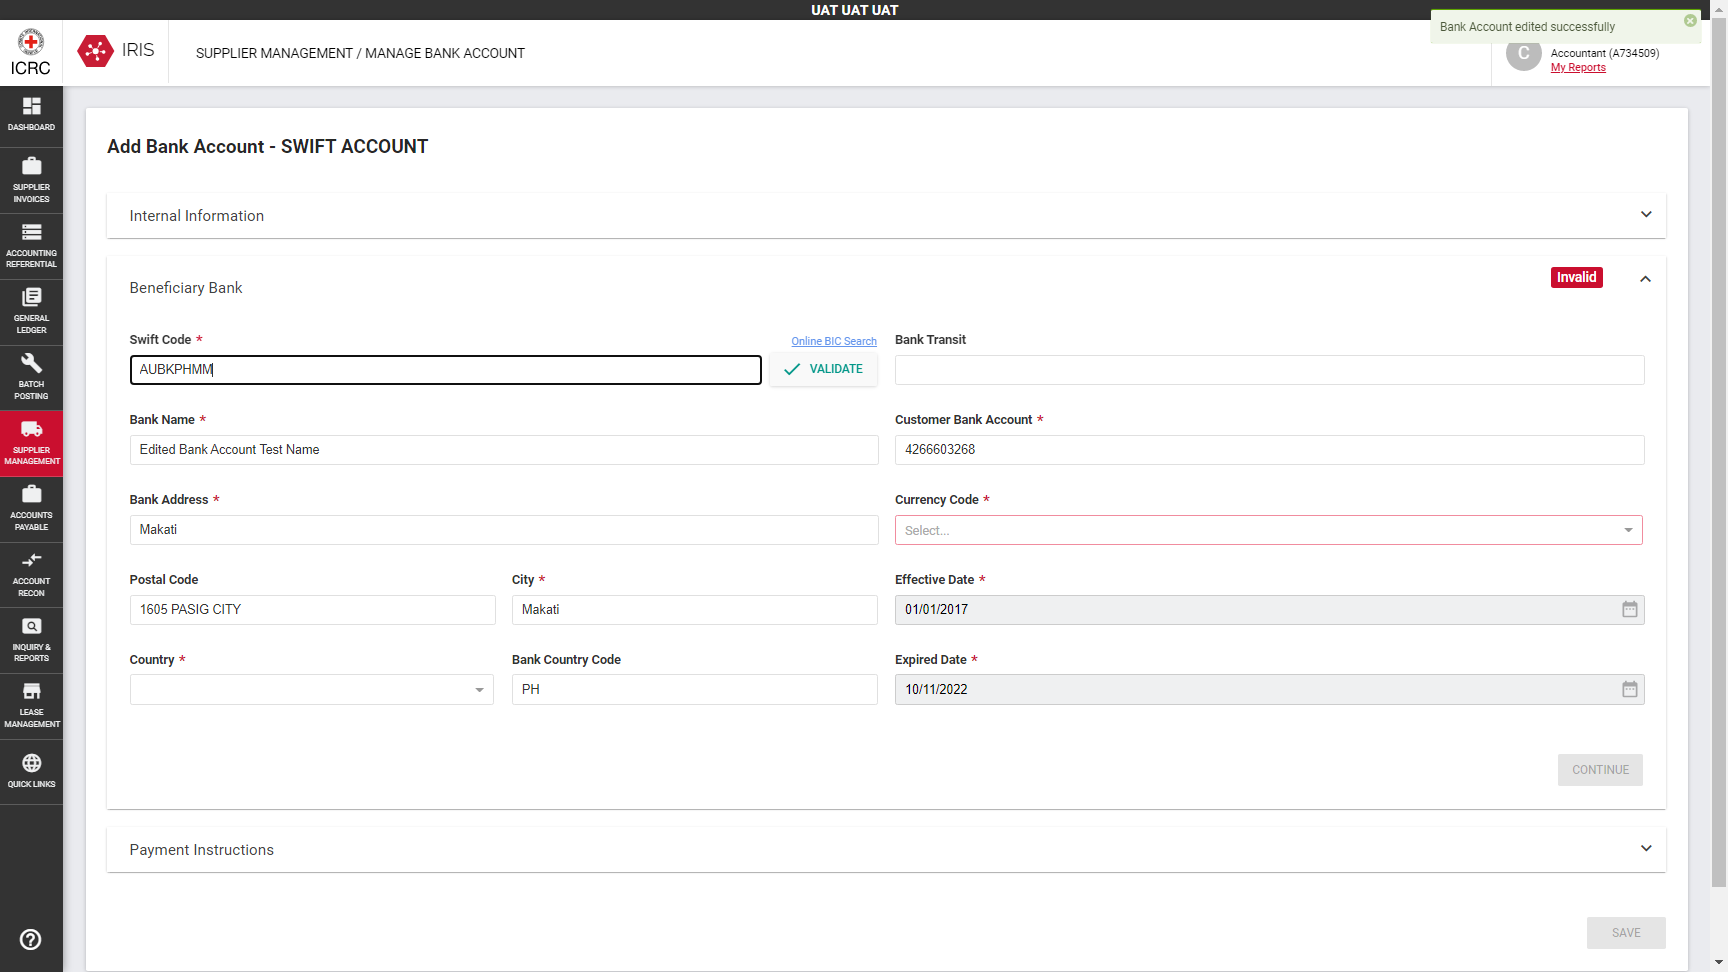 UAT UAT UAT
Bank Account edited successfully
ICRC
IRIS
SUPPLIER MANAGEMENT / MANAGE BANK ACCOUNT
C
Accountant (A734509)
My Reports
DASHBOARD
SUPPLIER
INVOICES
ACCOUNTING
REFERENTIAL
GENERAL
LEDGER
BATCH
POSTING
SUPPLIER
MANAGEMENT
ACCOUNTS
PAYABLE
ACCOUNT
RECON
INQUIRY &
REPORTS
LEASE
MANAGEMENT
QUICK LINKS
Add Bank Account - SWIFT ACCOUNT
Internal Information
Beneficiary Bank
Invalid
Swift Code *
Online BIC Search
Bank Transit
AUBKPHMM
VALIDATE
Bank Name *
Customer Bank Account *
Edited Bank Account Test Name
4266603268
Bank Address *
Currency Code *
Makati
Select...
Postal Code
City *
Effective Date *
1605 PASIG CITY
Makati
01/01/2017
Country *
Bank Country Code
Expired Date *
PH
10/11/2022
CONTINUE
Payment Instructions
SAVE